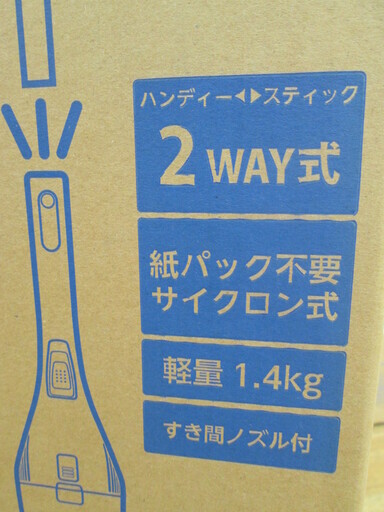 ハンディー◀▶スティック
2 WAY式
紙パック不要
サイクロン式
軽量 1.4kg
すき間ノズル付